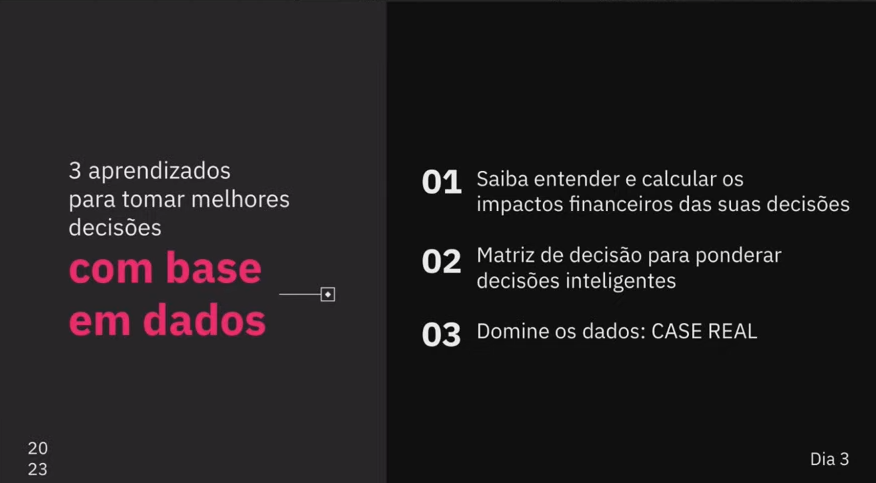 3 aprendizados
para tomar melhores
decisões
com base
em dados
20
23
01
Saiba entender e calcular os
impactos financeiros das suas decisões
02
Matriz de decisão para ponderar
decisões inteligentes
03
Domine os dados: CASE REAL
Dia 3